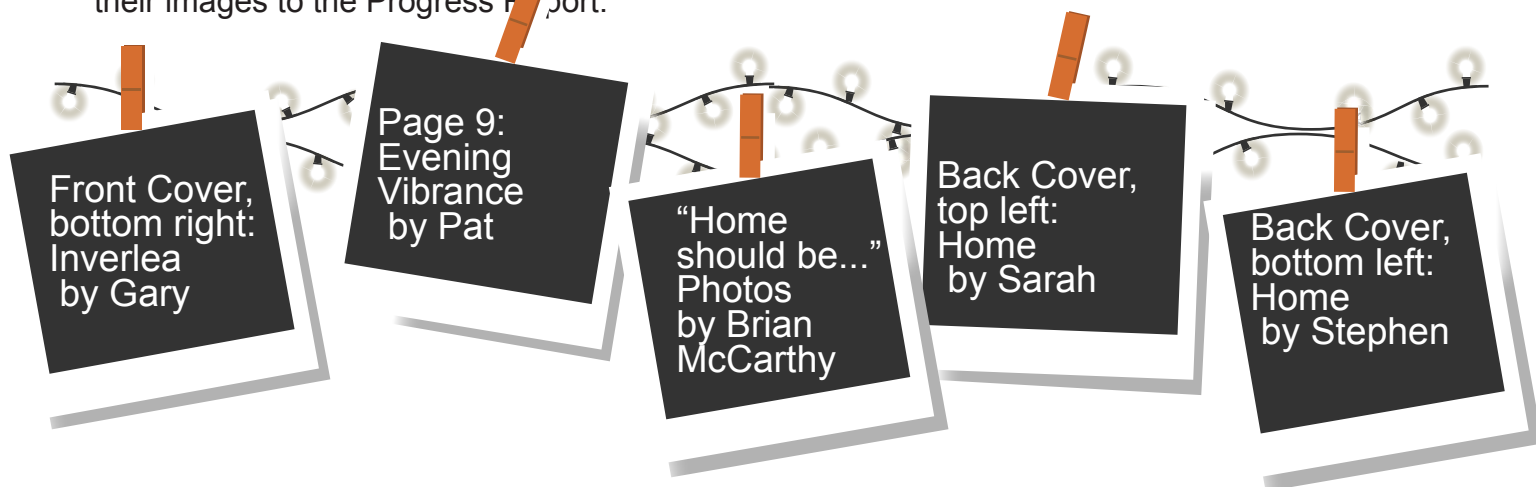 their images to the Progress Report.
Front Cover,
bottom right:
Inverlea
by Gary
Page 9:
Evening
Vibrance
by Pat
“Home
should be...”
Photos
by Brian
McCarthy
Back Cover,
top left:
Home
by Sarah
Back Cover,
bottom left:
Home
by Stephen